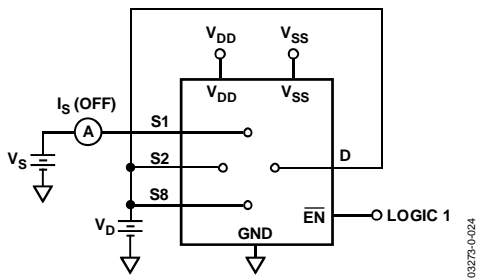 VDD VSS
VDD VSS
IS (OFF)
A
S1
S2
S8
D
VS
VD
EN
LOGIC 1
GND
03273-0-024